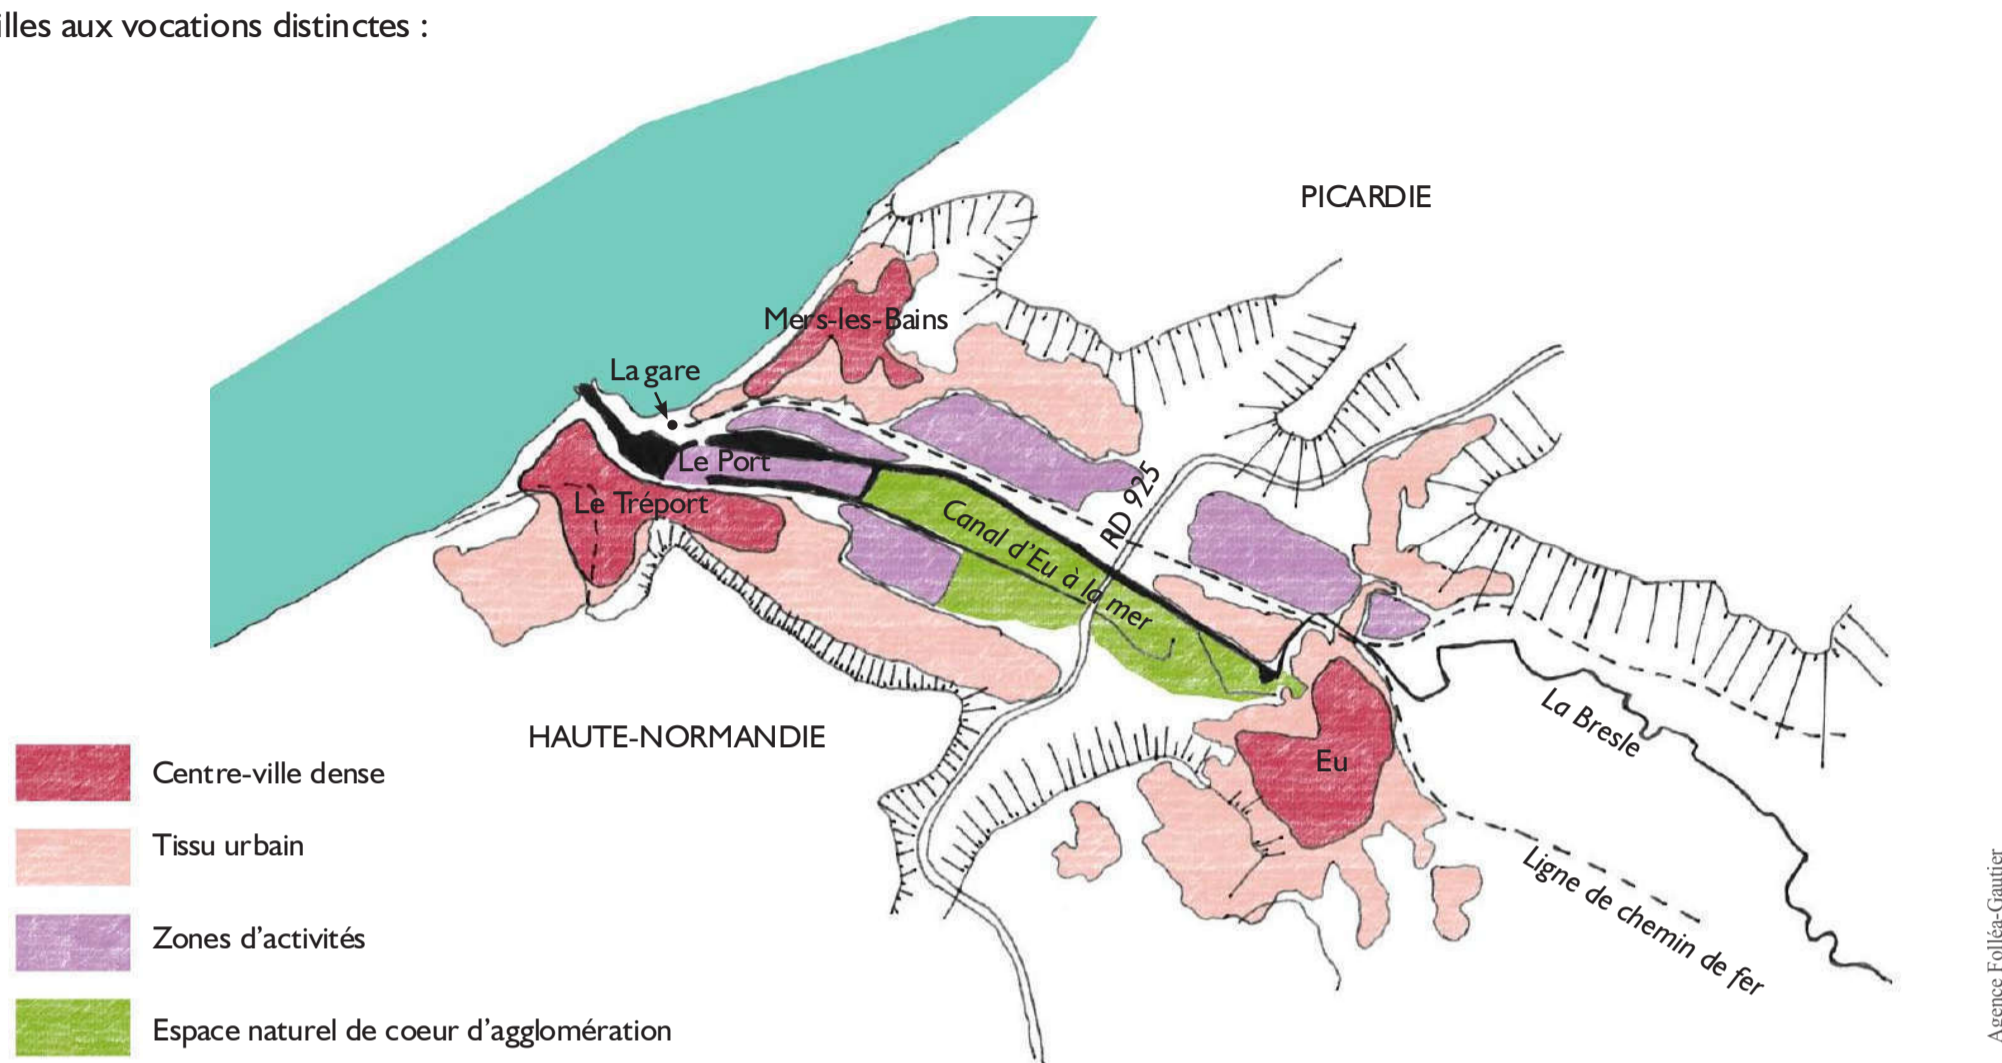 illes aux vocations distinctes :
PICARDIE
Mers-les-Bains
La gare
Le Port
Le Tréport
RD 925
Canal d'Eu à la mer
HAUTE-NORMANDIE
La Bresle
Eu
Ligne de chemin de fer
Centre-ville dense
Tissu urbain
Zones d'activités
Espace naturel de coeur d'agglomération
Agence Folléa-Gautier